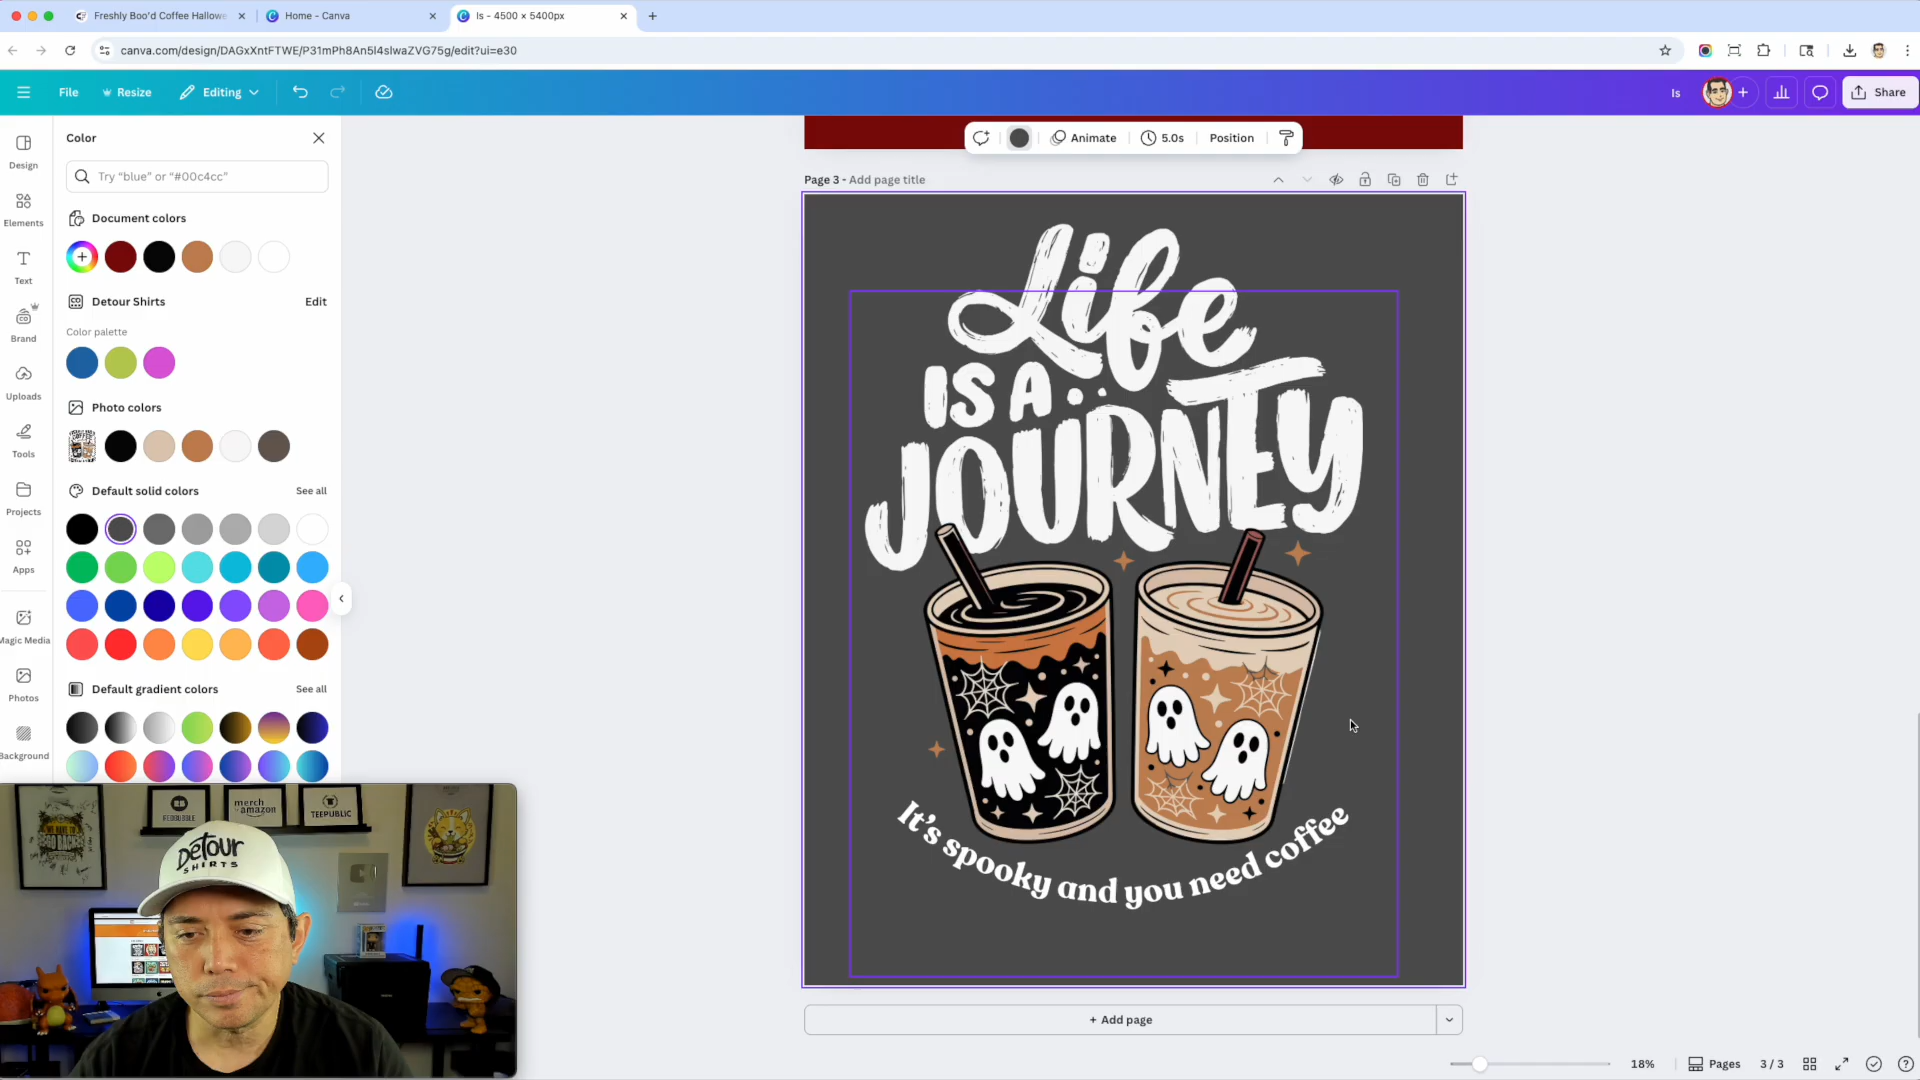 Freshly Boo'd Coffee Hallowe
Home - Canva
Is - 4500 × 5400px
canva.com/design/DAGxXntFTWE/P31mPh8An5I4slwaZVG75g/edit?ui=e30
File
Resize
Editing
Is
Share
Design
Elements
Text
Brand
Uploads
Tools
Projects
Apps
Magic Media
Photos
Background
Color
Try “blue” or “#00c4cc”
Document colors
Detour Shirts
Edit
Color palette
Photo colors
Default solid colors
See all
Default gradient colors
See all
Animate
5.0s
Position
Page 3 - Add page title
Life
IS A..
JOURNEY
It's spooky and you need coffee
+ Add page
18%
Pages
3 / 3
REDBUBBLE
merch by amazon
TEEPUBLIC
DETOUR
SHIRTS